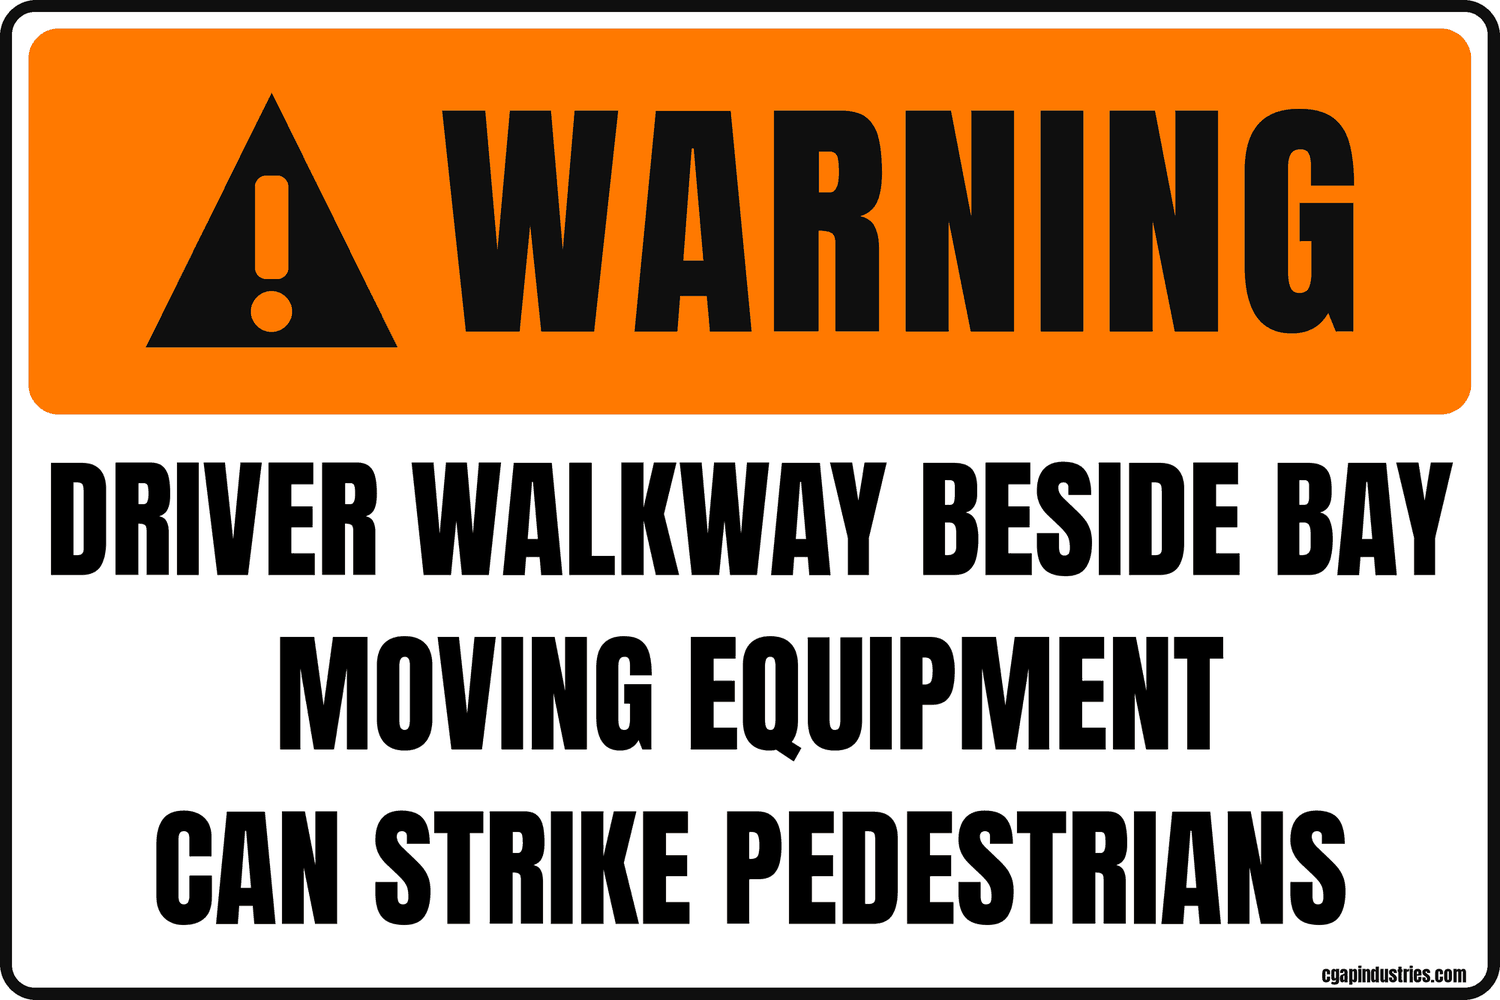 WARNING
DRIVER WALKWAY BESIDE BAY
MOVING EQUIPMENT
CAN STRIKE PEDESTRIANS
cgapindustries.com